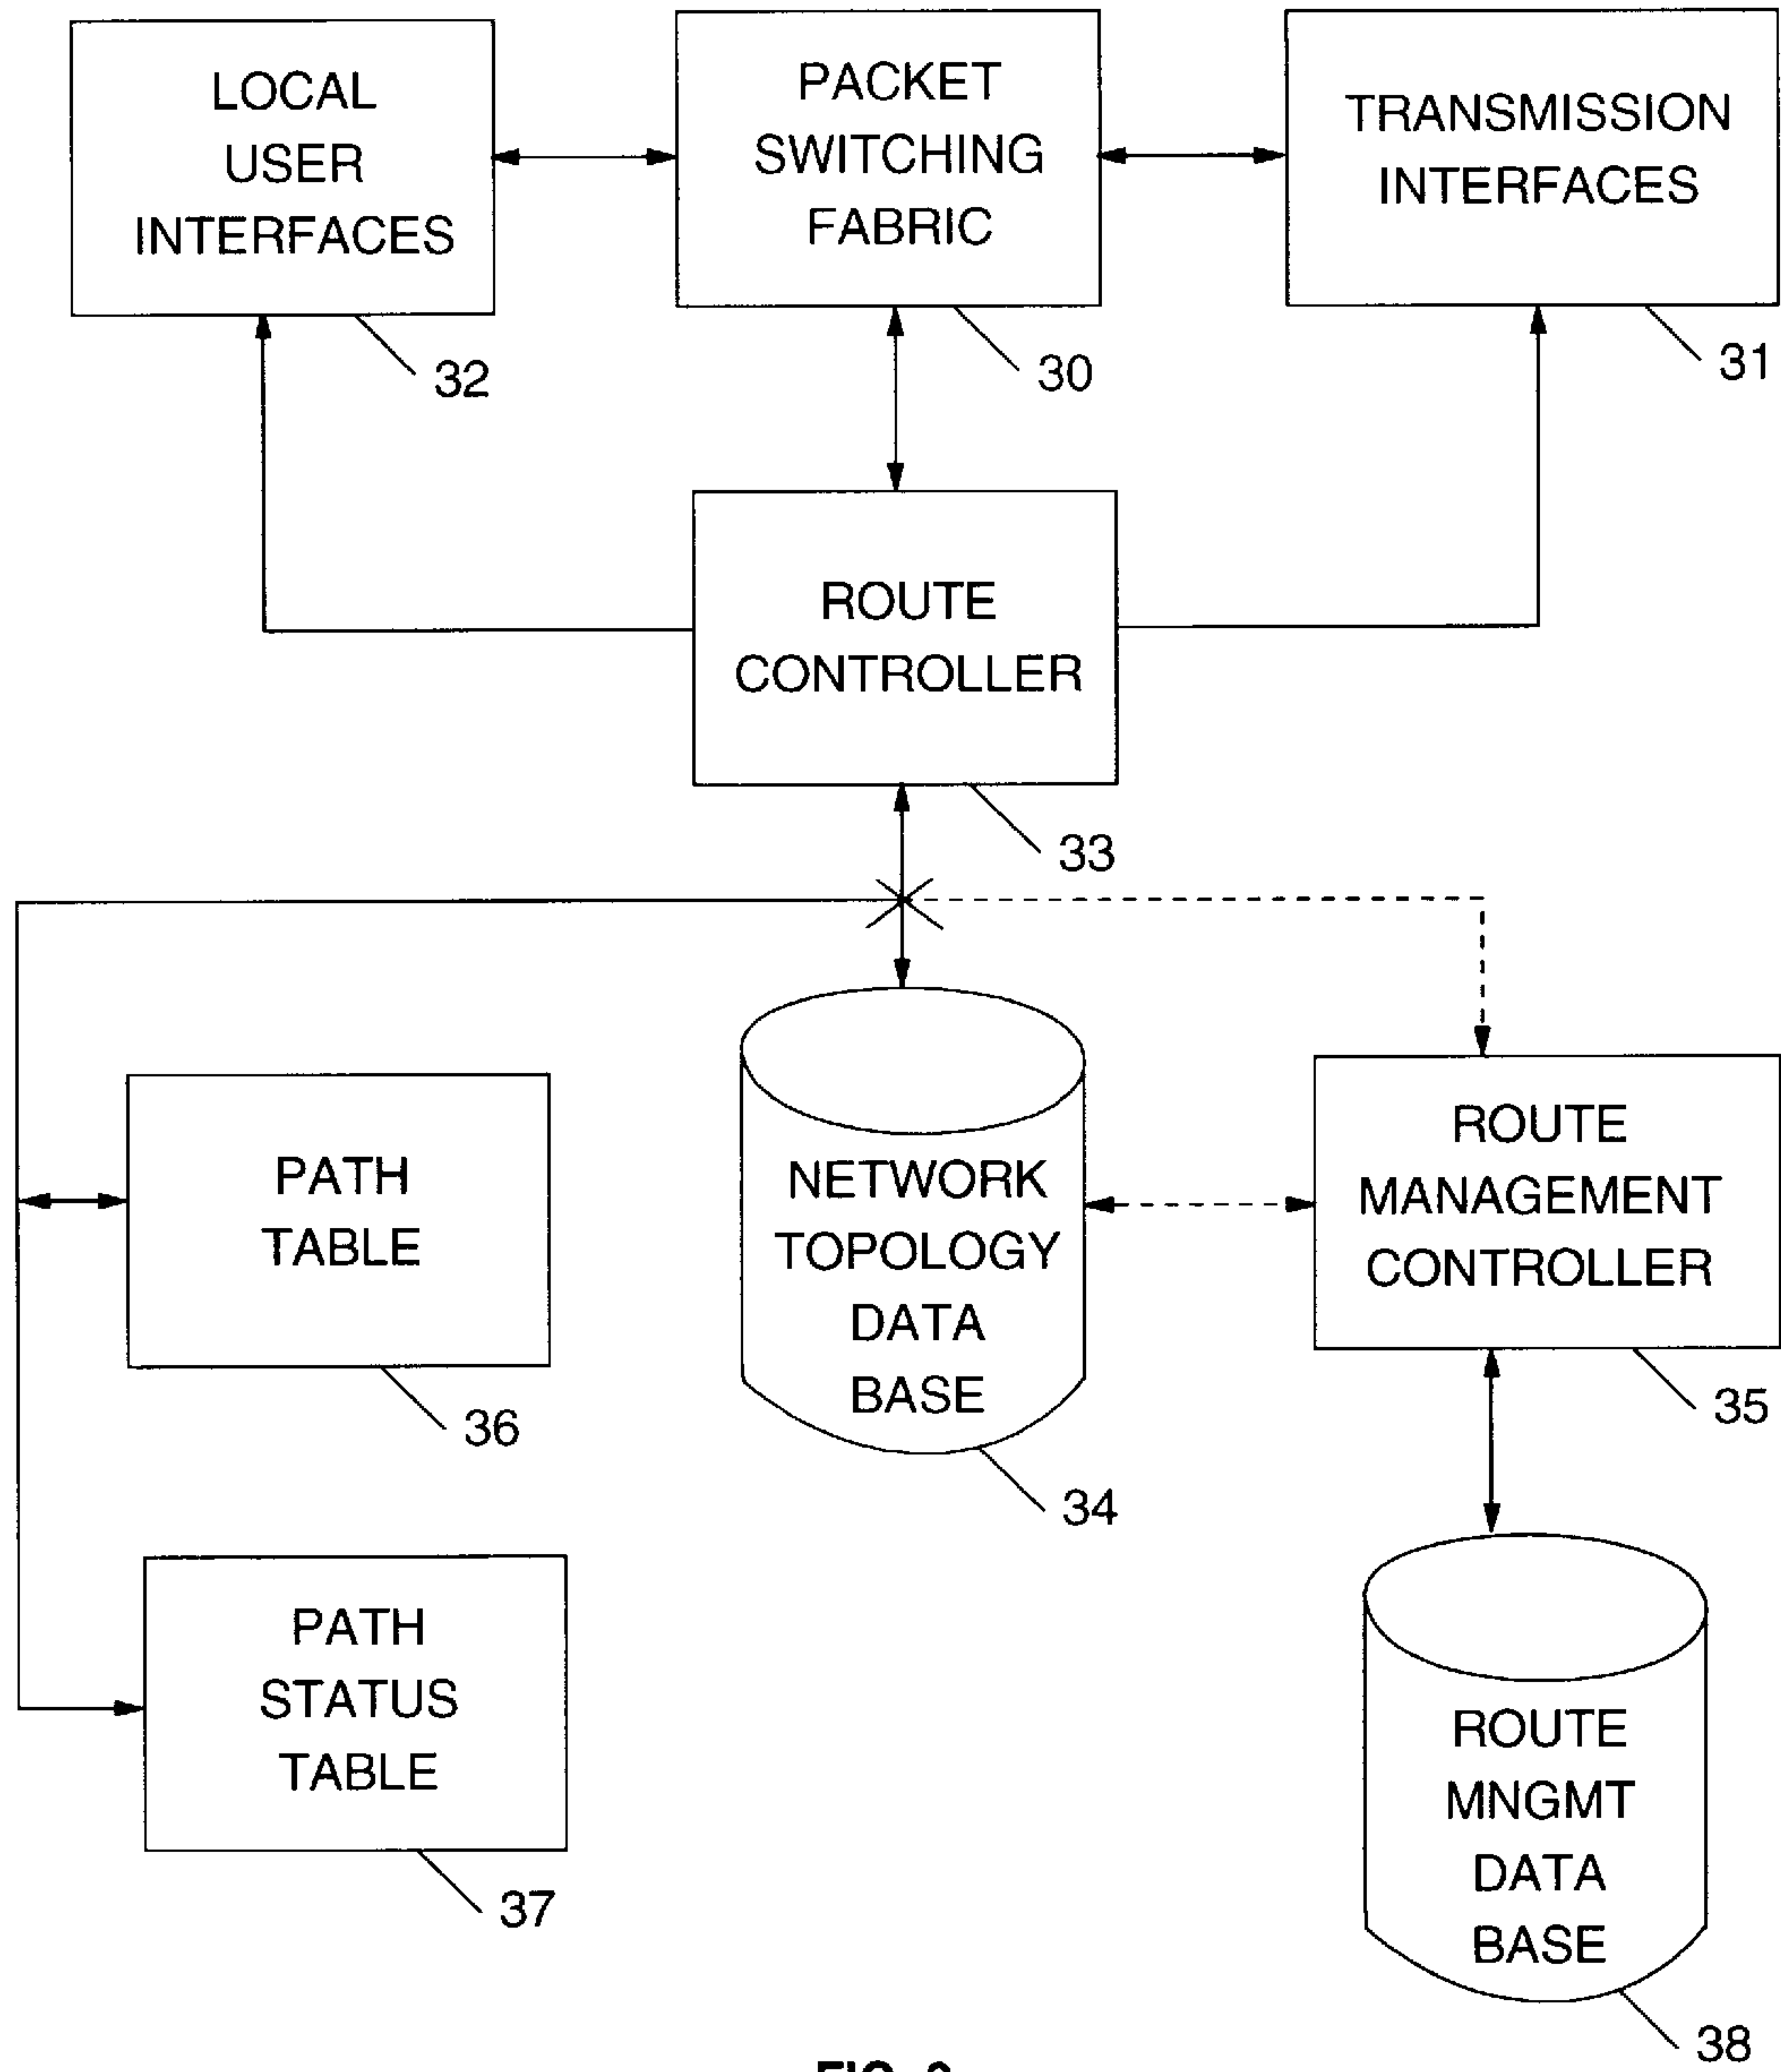 LOCAL
USER
INTERFACES
32
PACKET
SWITCHING
FABRIC
30
TRANSMISSION
INTERFACES
31
ROUTE
CONTROLLER
33
PATH
TABLE
36
NETWORK
TOPOLOGY
DATA
BASE
34
ROUTE
MANAGEMENT
CONTROLLER
35
PATH
STATUS
TABLE
37
ROUTE
MNGMT
DATA
BASE
38
FIG.